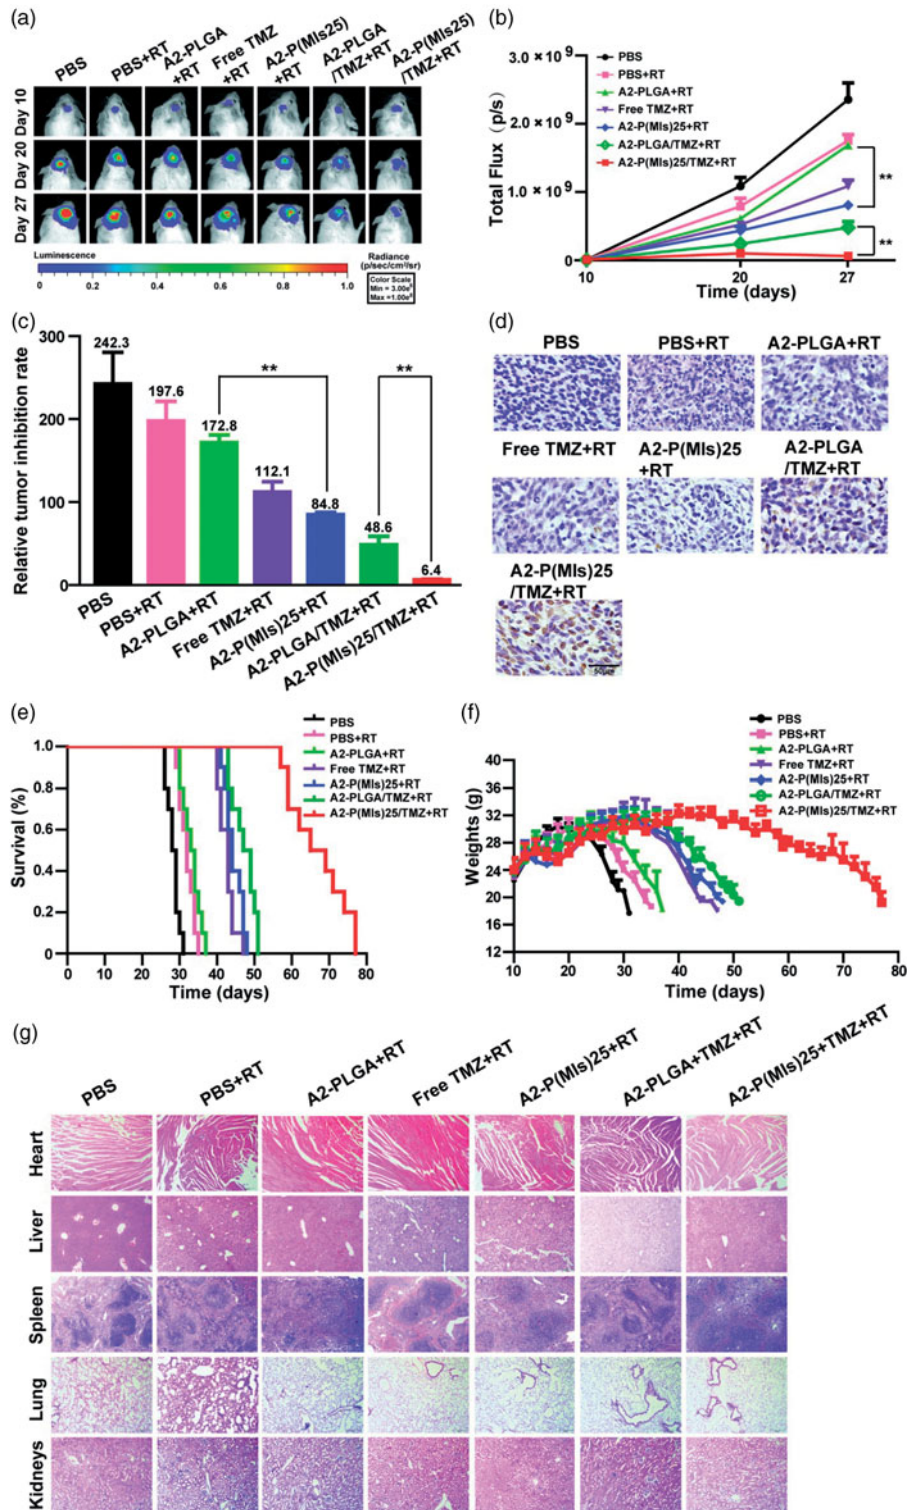 (a)
PBS
PBS+RT
A2-PLGA
+RT
Free TMZ
+RT
A2-P(MIs25)
+RT
A2-PLGA
/TMZ+RT
A2-P(MIs25)
/TMZ+RT
Day 10
Day 20
Day 27
Luminescence
0 0.2 0.4 0.6 0.8 1.0
Radiance
(p/sec/cm²/sr)
Color Scale
(b)
Total Flux (p/s)
3.0 × 10⁹
2.0 × 10⁹
1.0 × 10⁹
0
10 20 27
Time (days)
PBS
PBS+RT
A2-PLGA+RT
Free TMZ+RT
A2-P(MIs)25+RT
A2-PLGA/TMZ+RT
A2-P(MIs)25/TMZ+RT
**
**
(c)
Relative tumor inhibition rate
300
200
100
0
242.3
197.6
172.8
112.1
84.8
48.6
6.4
**
**
PBS
PBS+RT
A2-PLGA+RT
Free TMZ+RT
A2-P(MIs)25+RT
A2-PLGA/TMZ+RT
A2-P(MIs)25/TMZ+RT
(d)
PBS
PBS+RT
A2-PLGA+RT
Free TMZ+RT
A2-P(MIs)25
+RT
A2-PLGA
/TMZ+RT
A2-P(MIs)25
/TMZ+RT
50μm
(e)
Survival (%)
1.0
0.8
0.6
0.4
0.2
0
0 10 20 30 40 50 60 70 80
Time (days)
PBS
PBS+RT
A2-PLGA+RT
Free TMZ+RT
A2-P(MIs)25+RT
A2-PLGA/TMZ+RT
A2-P(MIs)25/TMZ+RT
(f)
Weights (g)
36
32
28
24
20
16
12
10 20 30 40 50 60 70 80
Time (days)
PBS
PBS+RT
A2-PLGA+RT
Free TMZ+RT
A2-P(MIs)25+RT
A2-PLGA/TMZ+RT
A2-P(MIs)25/TMZ+RT
(g)
PBS
PBS+RT
A2-PLGA+RT
Free TMZ+RT
A2-P(MIs)25+RT
A2-PLGA+TMZ+RT
A2-P(MIs)25+TMZ+RT
Heart
Liver
Spleen
Lung
Kidneys